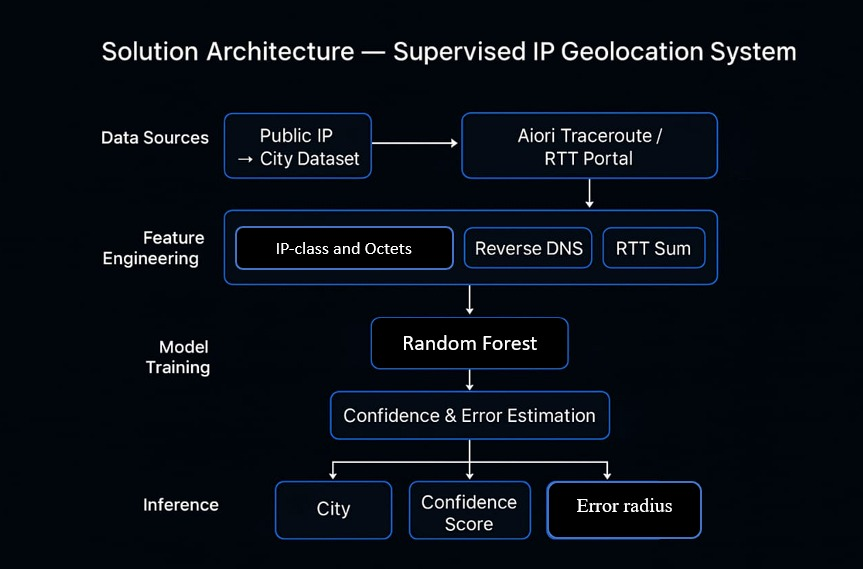 Solution Architecture — Supervised IP Geolocation System
Data Sources
Public IP
→ City Dataset
Aiori Traceroute /
RTT Portal
Feature
Engineering
IP-class and Octets
Reverse DNS
RTT Sum
Model
Training
Random Forest
Confidence & Error Estimation
Inference
City
Confidence
Score
Error radius